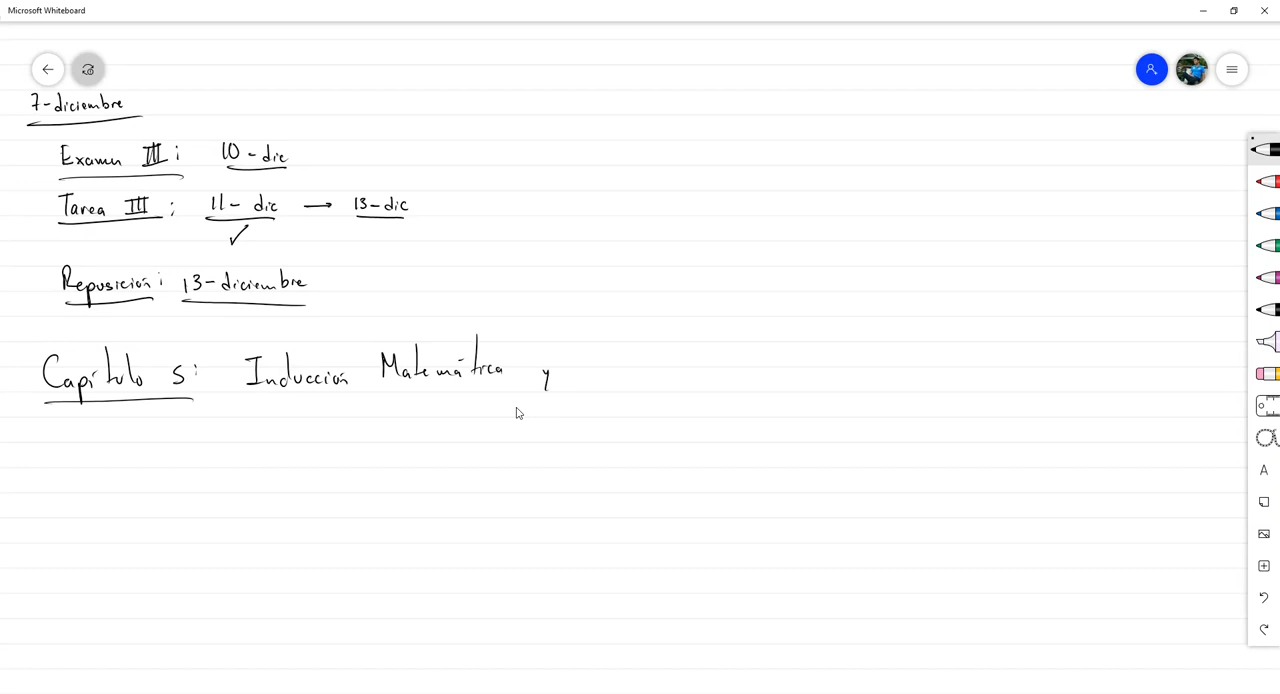 Microsoft Whiteboard
7-diciembre
Examen III: 10-dic
Tarea III: 11-dic → 13-dic
✓
Reposición: 13-diciembre
Capítulo 5: Inducción Matemática y
A